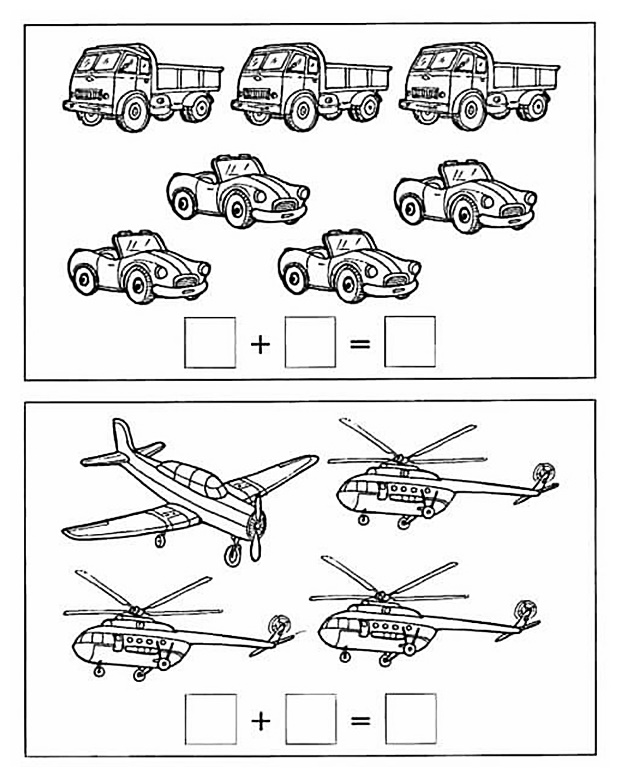 + =
+ =